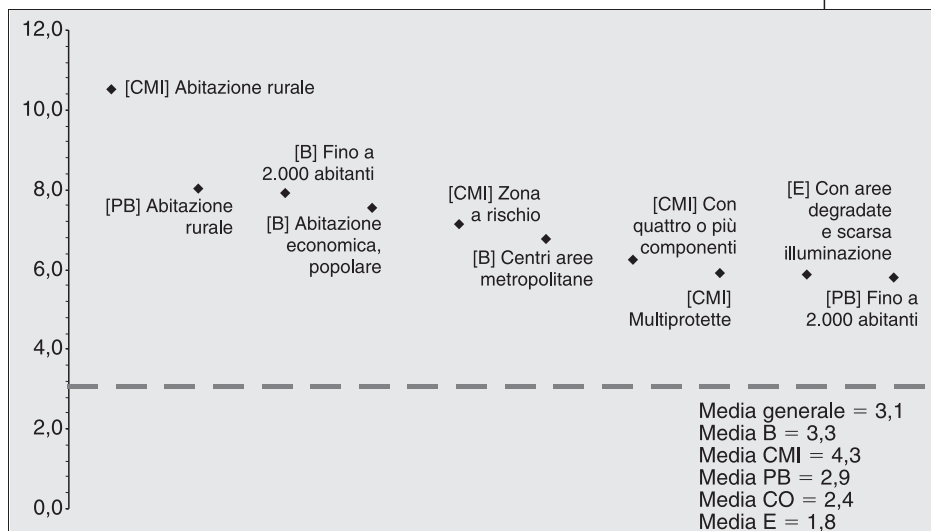 12,0
10,0
8,0
6,0
4,0
2,0
0,0
[CMI] Abitazione rurale
[PB] Abitazione
rurale
[B] Fino a
2.000 abitanti
[B] Abitazione
economica,
popolare
[CMI] Zona
a rischio
[B] Centri aree
metropolitane
[CMI] Con
quattro o più
componenti
[CMI]
Multiprotette
[E] Con aree
degradate
e scarsa
illuminazione
[PB] Fino a
2.000 abitanti
Media generale = 3,1
Media B = 3,3
Media CMI = 4,3
Media PB = 2,9
Media CO = 2,4
Media E = 1,8